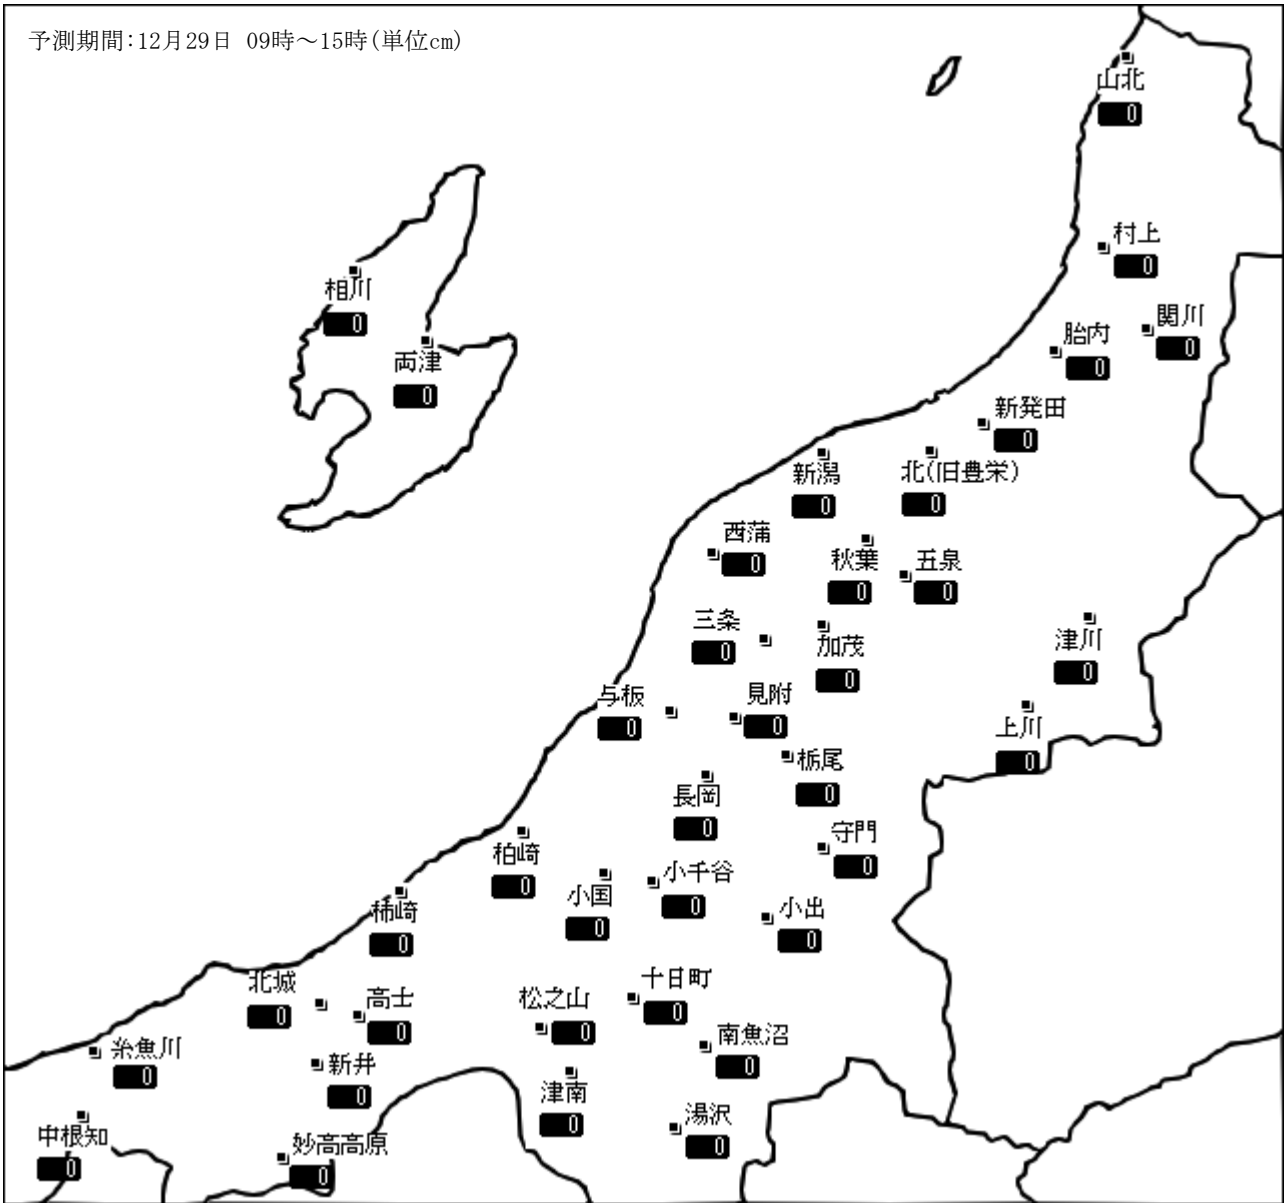 予測期間:12月29日 09時～15時(単位cm)
山北
0
村上
0
相川
0
関川
0
胎内
0
両津
0
新発田
0
新潟
0
北(旧豊栄)
0
西蒲
0
秋葉
0
五泉
0
三条
0
加茂
0
津川
0
与板
0
見附
0
上川
0
栃尾
0
長岡
0
守門
0
柏崎
0
小千谷
0
小国
0
小出
0
柿崎
0
北城
0
高士
0
松之山
0
十日町
0
南魚沼
0
糸魚川
0
新井
0
津南
0
湯沢
0
中根知
0
妙高高原
0